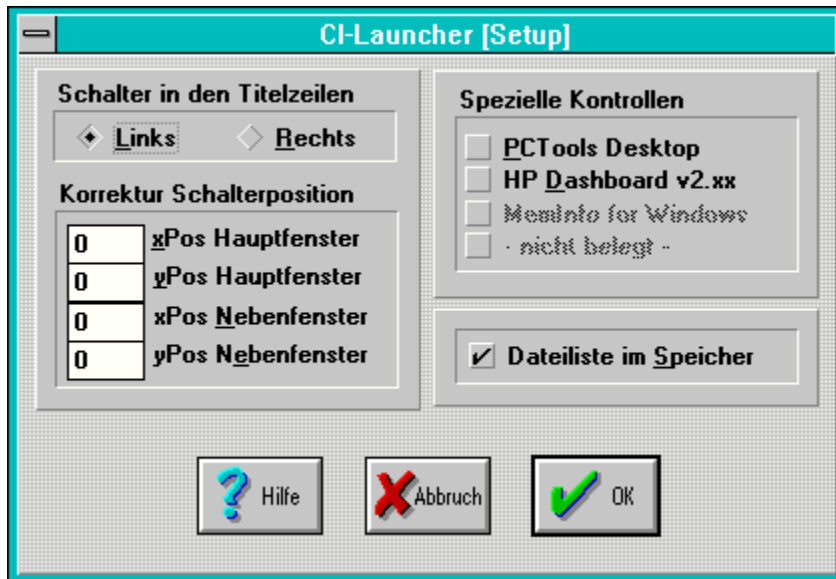 CI-Launcher [Setup]
Schalter in den Titelzeilen
Links Rechts
Korrektur Schalterposition
0 xPos Hauptfenster
0 yPos Hauptfenster
0 xPos Nebenfenster
0 yPos Nebenfenster
Spezielle Kontrollen
PCTools Desktop
HP Dashboard v2.xx
MemInfo for Windows
- nicht belegt -
Dateiliste im Speicher
Hilfe
Abbruch
OK